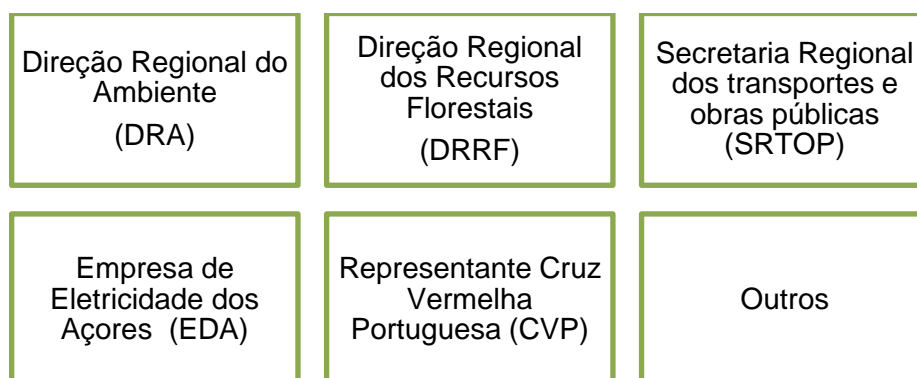 Direção Regional do
Ambiente
(DRA)
Direção Regional
dos Recursos
Florestais
(DRRF)
Secretaria Regional
dos transportes e
obras públicas
(SRTOP)
Empresa de
Eletricidade dos
Açores (EDA)
Representante Cruz
Vermelha
Portuguesa (CVP)
Outros